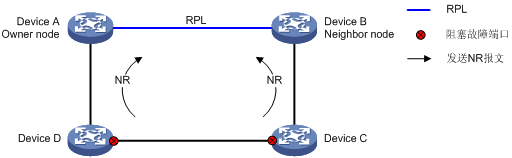 Device A
Owner node
RPL
Device B
Neighbor node
NR
NR
Device D
Device C
RPL
阻塞故障端口
发送NR报文